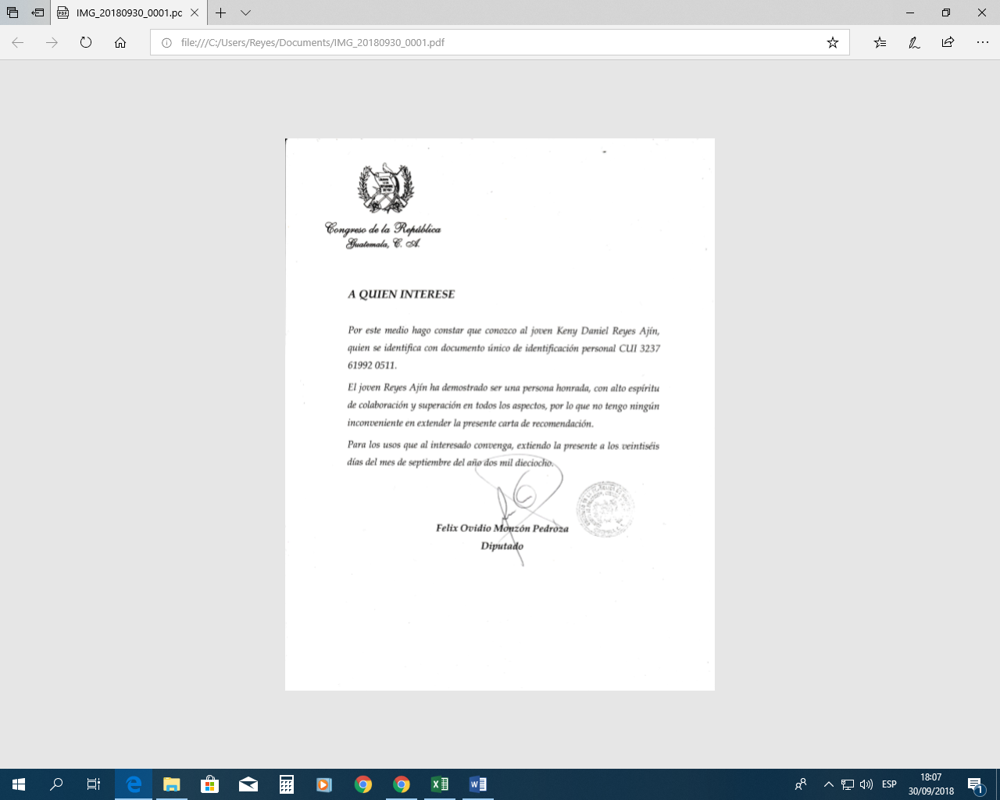 IMG_20180930_0001.pc
file:///C:/Users/Reyes/Documents/IMG_20180930_0001.pdf
Congreso de la República
Guatemala, C. A.
A QUIEN INTERESE
Por este medio hago constar que conozco al joven Keny Daniel Reyes Ajín,
quien se identifica con documento único de identificación personal CUI 3237
61992 0511.
El joven Reyes Ajín ha demostrado ser una persona honrada, con alto espíritu
de colaboración y superación en todos los aspectos, por lo que no tengo ningún
inconveniente en extender la presente carta de recomendación.
Para los usos que al interesado convenga, extiendo la presente a los veintiséis
días del mes de septiembre del año dos mil dieciocho.
Felix Ovidio Monzón Pedroza
Diputado
ESP
18:07
30/09/2018
1